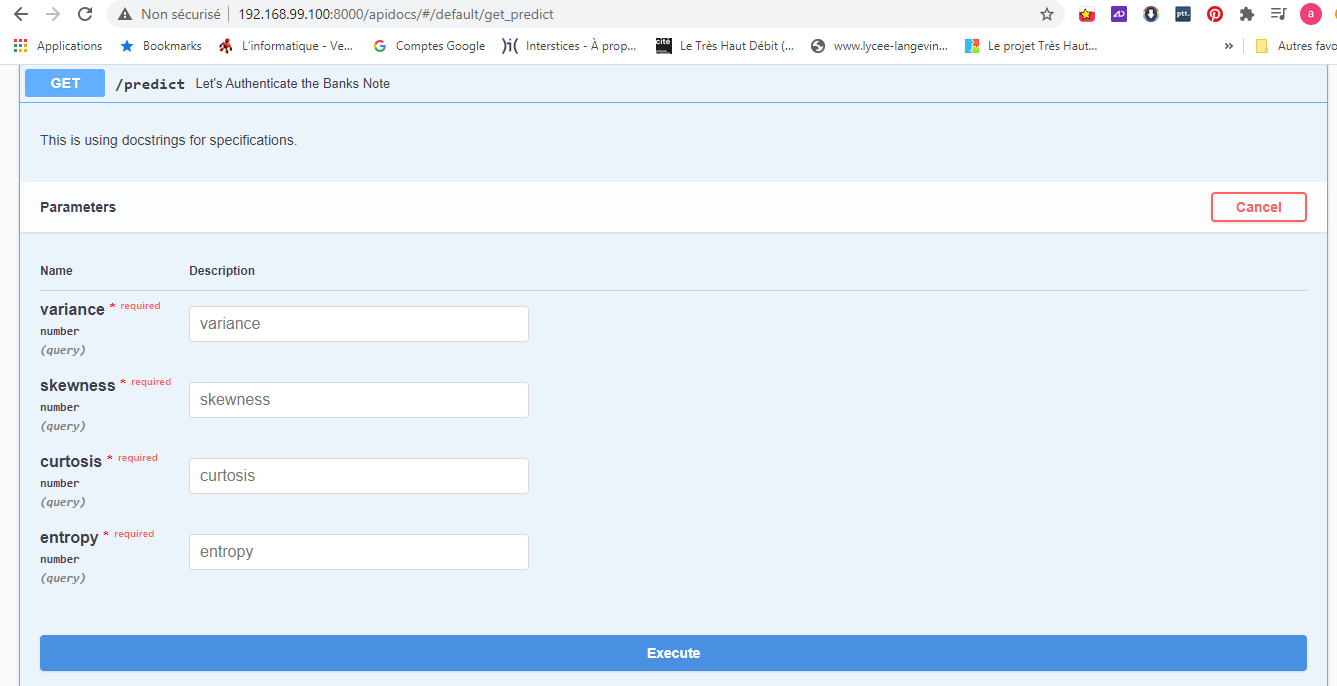 Non sécurisé | 192.168.99.100:8000/apidocs/#/default/get_predict
Applications Bookmarks L'informatique - Ve... Comptes Google Interstices - À prop... Le Très Haut Débit (... www.lycee-langevin... Le projet Très Haut... » Autres favo
GET /predict Let's Authenticate the Banks Note
This is using docstrings for specifications.
Parameters Cancel
Name Description
variance * required
number
(query)
variance
skewness * required
number
(query)
skewness
curtosis * required
number
(query)
curtosis
entropy * required
number
(query)
entropy
Execute